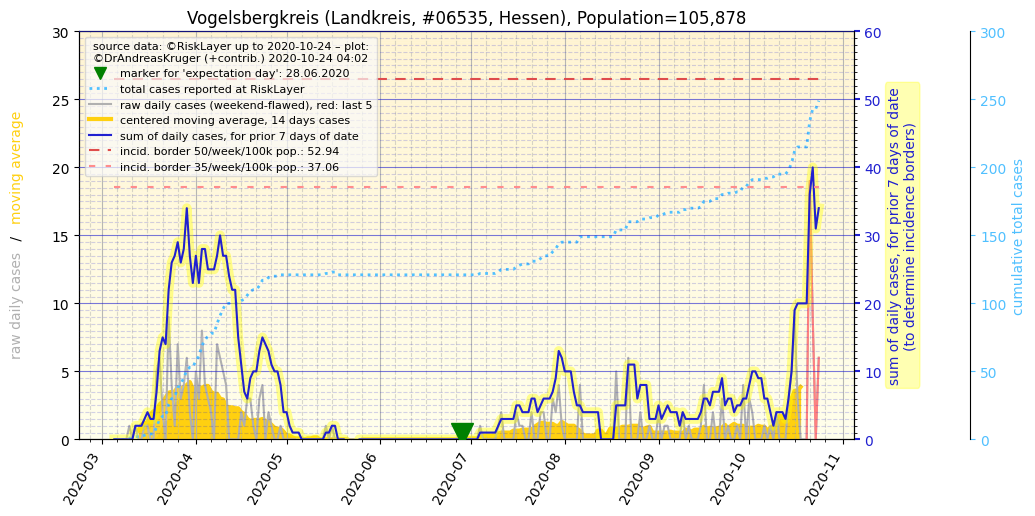 Vogelsbergkreis (Landkreis, #06535, Hessen), Population=105,878
source data: ©RiskLayer up to 2020-10-24 – plot:
©DrAndreasKruger (+contrib.) 2020-10-24 04:02
marker for 'expectation day': 28.06.2020
total cases reported at RiskLayer
raw daily cases (weekend-flawed), red: last 5
centered moving average, 14 days cases
sum of daily cases, for prior 7 days of date
incid. border 50/week/100k pop.: 52.94
incid. border 35/week/100k pop.: 37.06
raw daily cases / moving average
30
25
20
15
10
5
0
60
50
40
30
20
10
0
sum of daily cases, for prior 7 days of date
(to determine incidence borders)
300
250
200
150
100
50
0
cumulative total cases
2020-03
2020-04
2020-05
2020-06
2020-07
2020-08
2020-09
2020-10
2020-11